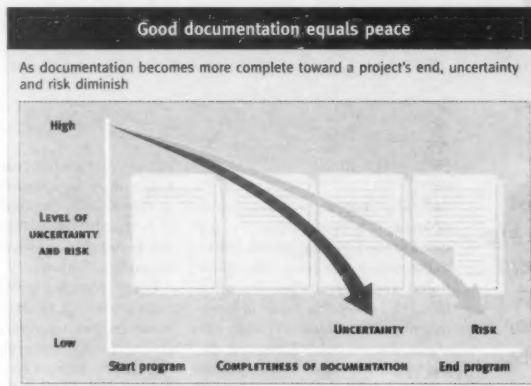 Good documentation equals peace
As documentation becomes more complete toward a project's end, uncertainty
and risk diminish
High
LEVEL OF
UNCERTAINTY
AND RISK
UNCERTAINTY
RISK
Low
Start program
COMPLETENESS OF DOCUMENTATION
End program